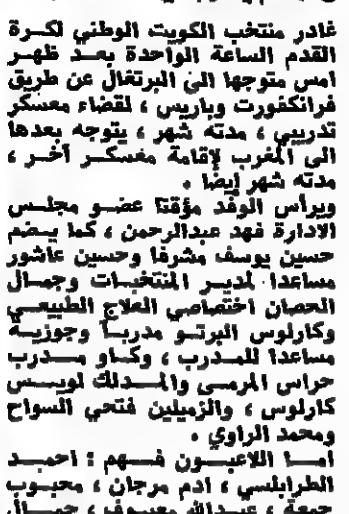 غادر منتخب الكويت الوطني لكرة
القدم الساعة الواحدة بعد ظهر
امس متوجها الى البرتغال عن طريق
فرانكفورت وباريس ، لقضاء معسكر
تدريبي ، مدته شهر ، يتوجه بعدها
الى المغرب لإقامة معسكر آخر ،
مدته شهر ايضا .
ويرأس الوفد مؤقتا عضو مجلس
الادارة فهد عبدالرحمن ، كما يضم
حسين يوسف مشرفا وحسين عاشور
مساعدا لمدير المنتخبات وجمال
الحصان اختصاصي العلاج الطبيعي
وكارلوس البرتو مدربا وجوزيه
مساعدا للمدرب ، وكاو مدرب
حراس المرمى والمدلك لويس
كارلوس ، والزميلين فتحي السواح
ومحمد الراوي .
اما اللاعبون فهم : احمد
الطرابلسي ، ادم مرجان ، محبوب
جمعة ، عبدالله معيوف ، جمال